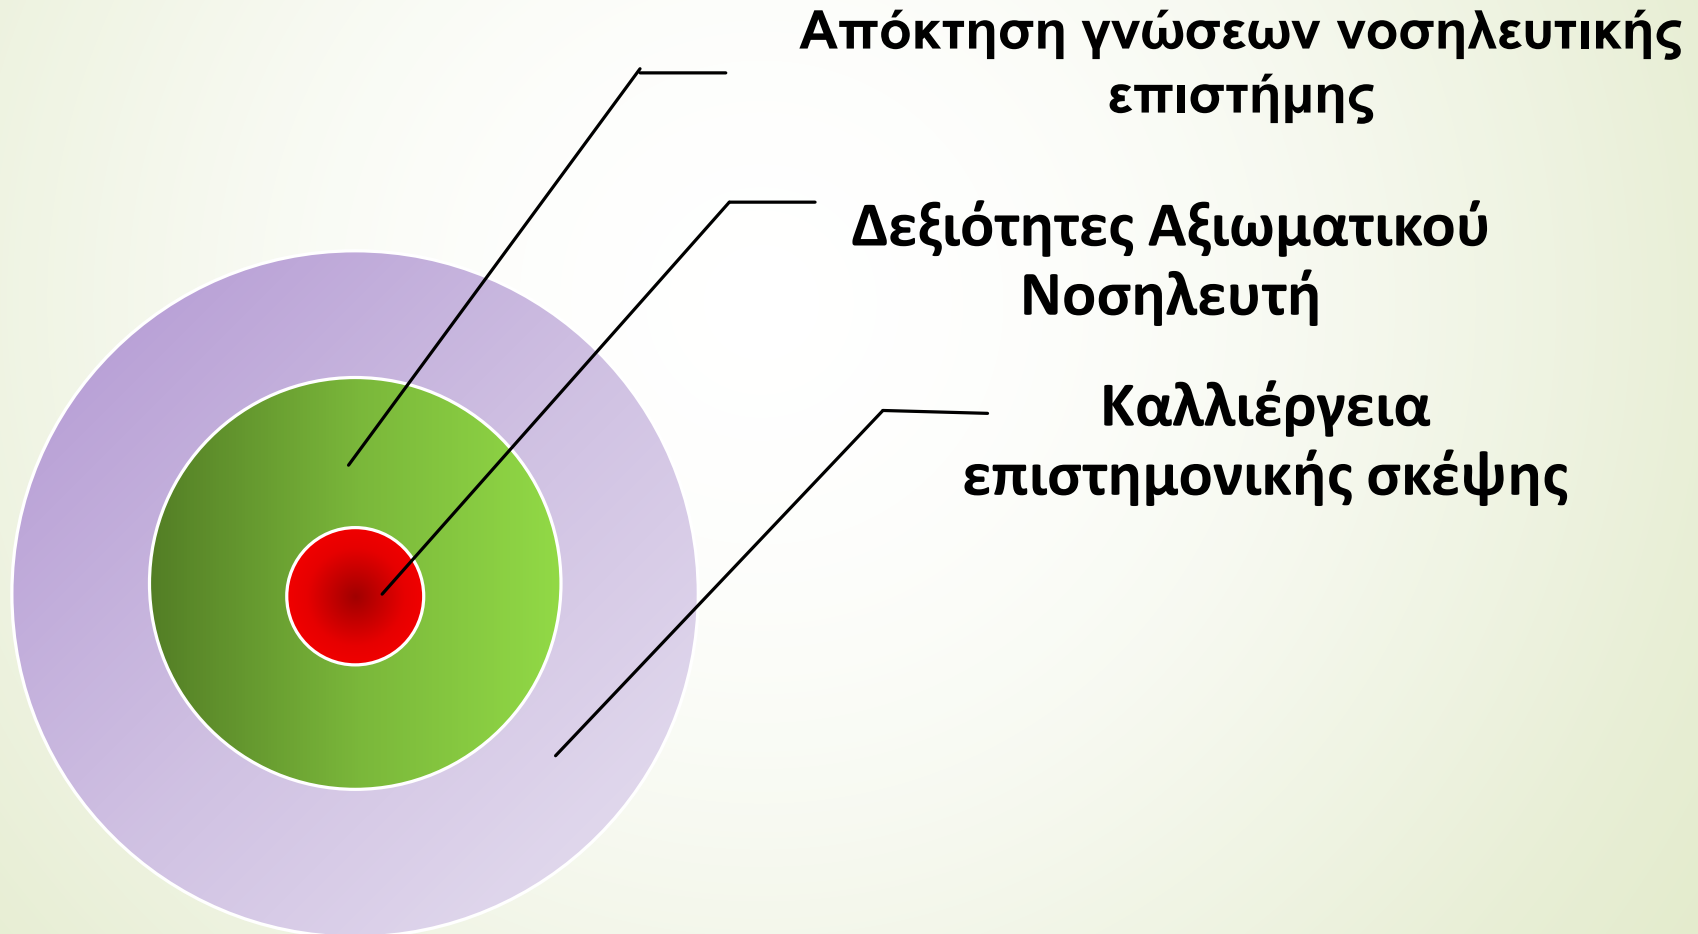 Απόκτηση γνώσεων νοσηλευτικής
επιστήμης
Δεξιότητες Αξιωματικού
Νοσηλευτή
Καλλιέργεια
επιστημονικής σκέψης